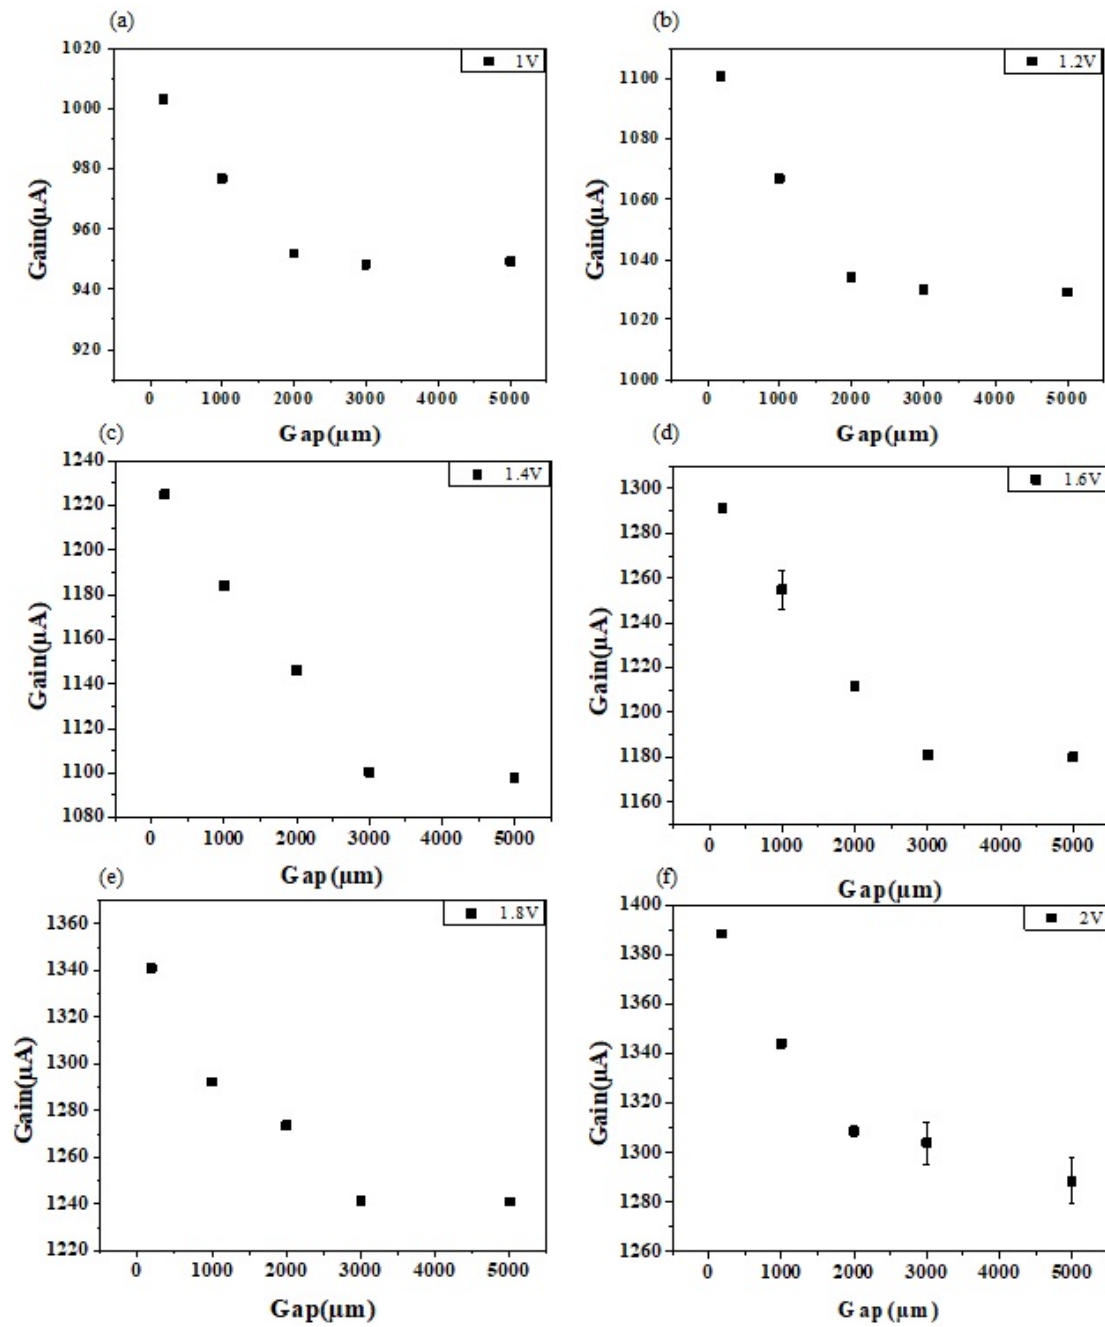 (a)
1V
1020
1000
980
960
940
920
Gain(μA)
0 1000 2000 3000 4000 5000
Gap(μm)
(b)
1.2V
1100
1080
1060
1040
1020
1000
Gain(μA)
0 1000 2000 3000 4000 5000
Gap(μm)
(c)
1.4V
1240
1220
1200
1180
1160
1140
1120
1100
1080
Gain(μA)
0 1000 2000 3000 4000 5000
Gap(μm)
(d)
1.6V
1300
1280
1260
1240
1220
1200
1180
1160
Gain(μA)
0 1000 2000 3000 4000 5000
Gap(μm)
(e)
1.8V
1360
1340
1320
1300
1280
1260
1240
1220
Gain(μA)
0 1000 2000 3000 4000 5000
Gap(μm)
(f)
2V
1400
1380
1360
1340
1320
1300
1280
1260
Gain(μA)
0 1000 2000 3000 4000 5000
Gap(μm)